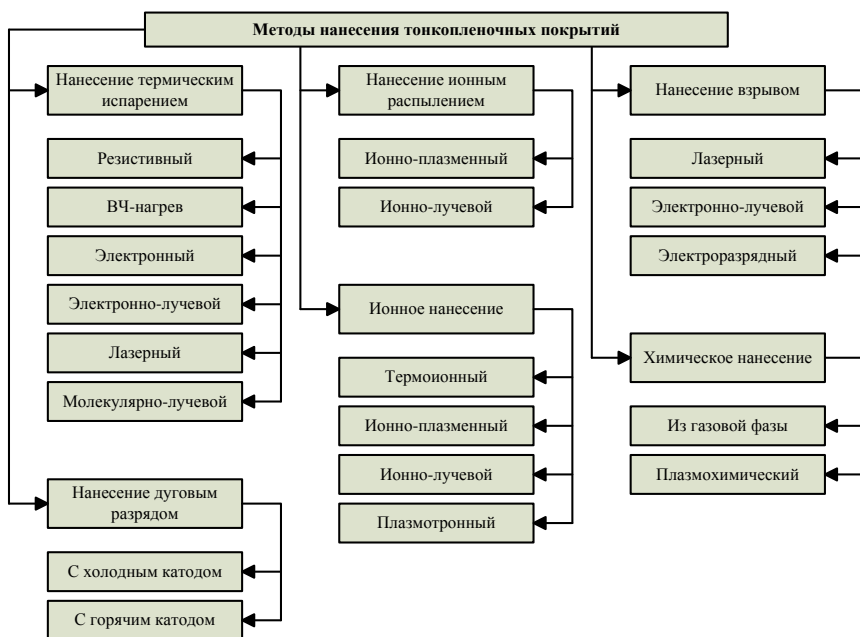 Методы нанесения тонкопленочных покрытий
Нанесение термическим
испарением
Резистивный
ВЧ-нагрев
Электронный
Электронно-лучевой
Лазерный
Молекулярно-лучевой
Нанесение дуговым
разрядом
С холодным катодом
С горячим катодом
Нанесение ионным
распылением
Ионно-плазменный
Ионно-лучевой
Ионное нанесение
Термоионный
Ионно-плазменный
Ионно-лучевой
Плазмотронный
Нанесение взрывом
Лазерный
Электронно-лучевой
Электроразрядный
Химическое нанесение
Из газовой фазы
Плазмохимический